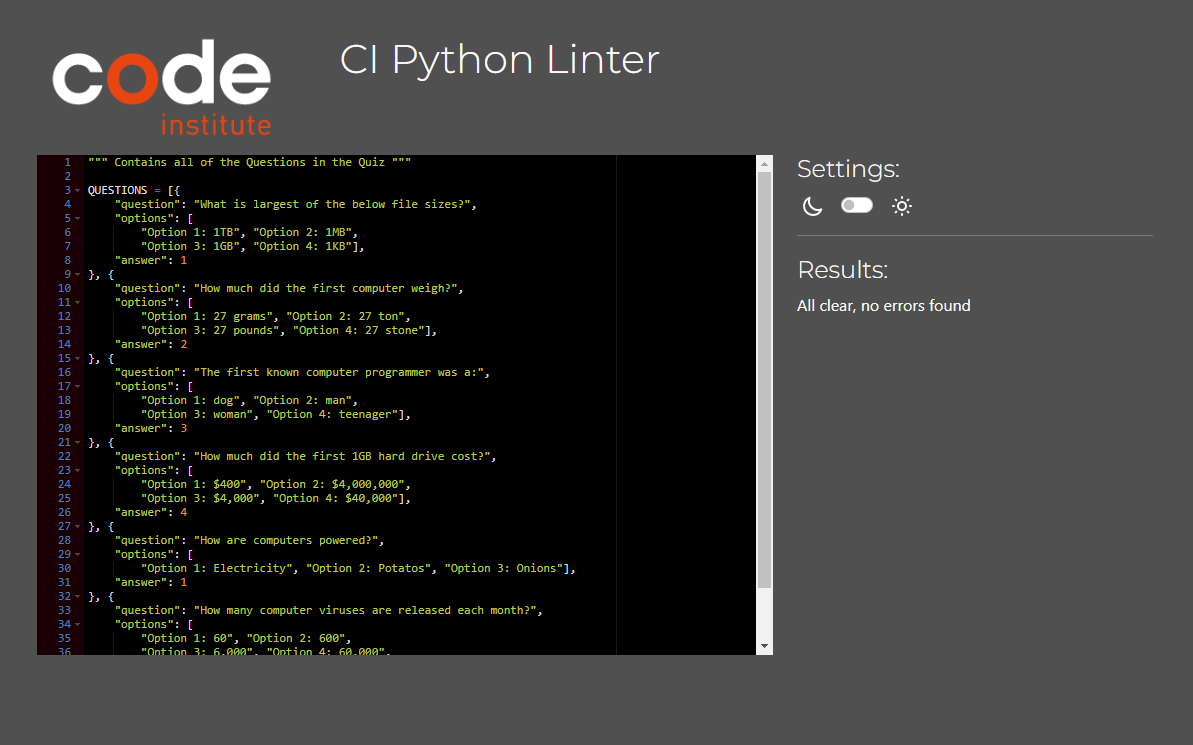 code
institute
CI Python Linter
1 """ Contains all of the Questions in the Quiz """
2
3 QUESTIONS = [{
4     "question": "What is largest of the below file sizes?",
5     "options": [
6         "Option 1: 1TB", "Option 2: 1MB",
7         "Option 3: 1GB", "Option 4: 1KB"],
8     "answer": 1
9 }, {
10     "question": "How much did the first computer weigh?",
11     "options": [
12         "Option 1: 27 grams", "Option 2: 27 ton",
13         "Option 3: 27 pounds", "Option 4: 27 stone"],
14     "answer": 2
15 }, {
16     "question": "The first known computer programmer was a:",
17     "options": [
18         "Option 1: dog", "Option 2: man",
19         "Option 3: woman", "Option 4: teenager"],
20     "answer": 3
21 }, {
22     "question": "How much did the first 1GB hard drive cost?",
23     "options": [
24         "Option 1: $400", "Option 2: $4,000,000",
25         "Option 3: $4,000", "Option 4: $40,000"],
26     "answer": 4
27 }, {
28     "question": "How are computers powered?",
29     "options": [
30         "Option 1: Electricity", "Option 2: Potatos", "Option 3: Onions"],
31     "answer": 1
32 }, {
33     "question": "How many computer viruses are released each month?",
34     "options": [
35         "Option 1: 60", "Option 2: 600",
36         "Option 3: 6,000", "Option 4: 60,000",
Settings:
Results:
All clear, no errors found